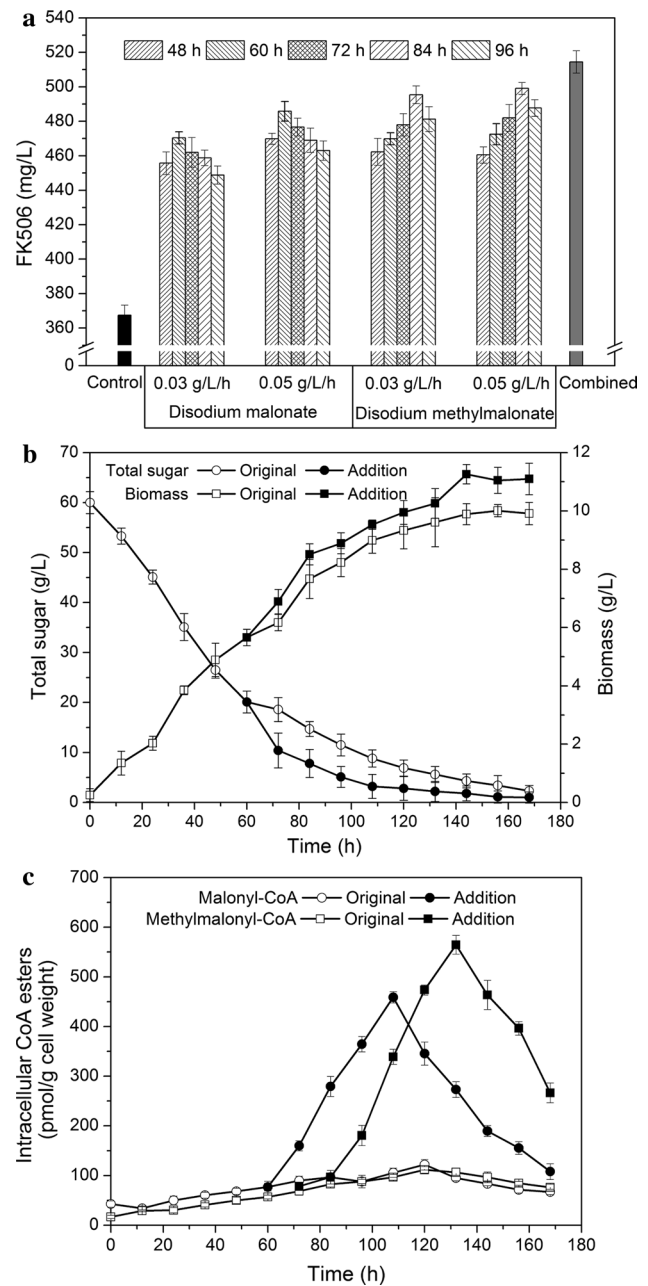 a
540
520
500
480
460
440
420
400
380
360
0
FK506 (mg/L)
48 h 60 h 72 h 84 h 96 h
Control 0.03 g/L/h 0.05 g/L/h 0.03 g/L/h 0.05 g/L/h Combined
Disodium malonate Disodium methylmalonate
b
70
60
50
40
30
20
10
0
Total sugar (g/L)
Total sugar Original Addition
Biomass Original Addition
12
10
8
6
4
2
0
Biomass (g/L)
0 20 40 60 80 100 120 140 160 180
Time (h)
c
700
600
500
400
300
200
100
0
Intracellular CoA esters
(pmol/g cell weight)
Malonyl-CoA Original Addition
Methylmalonyl-CoA Original Addition
0 20 40 60 80 100 120 140 160 180
Time (h)